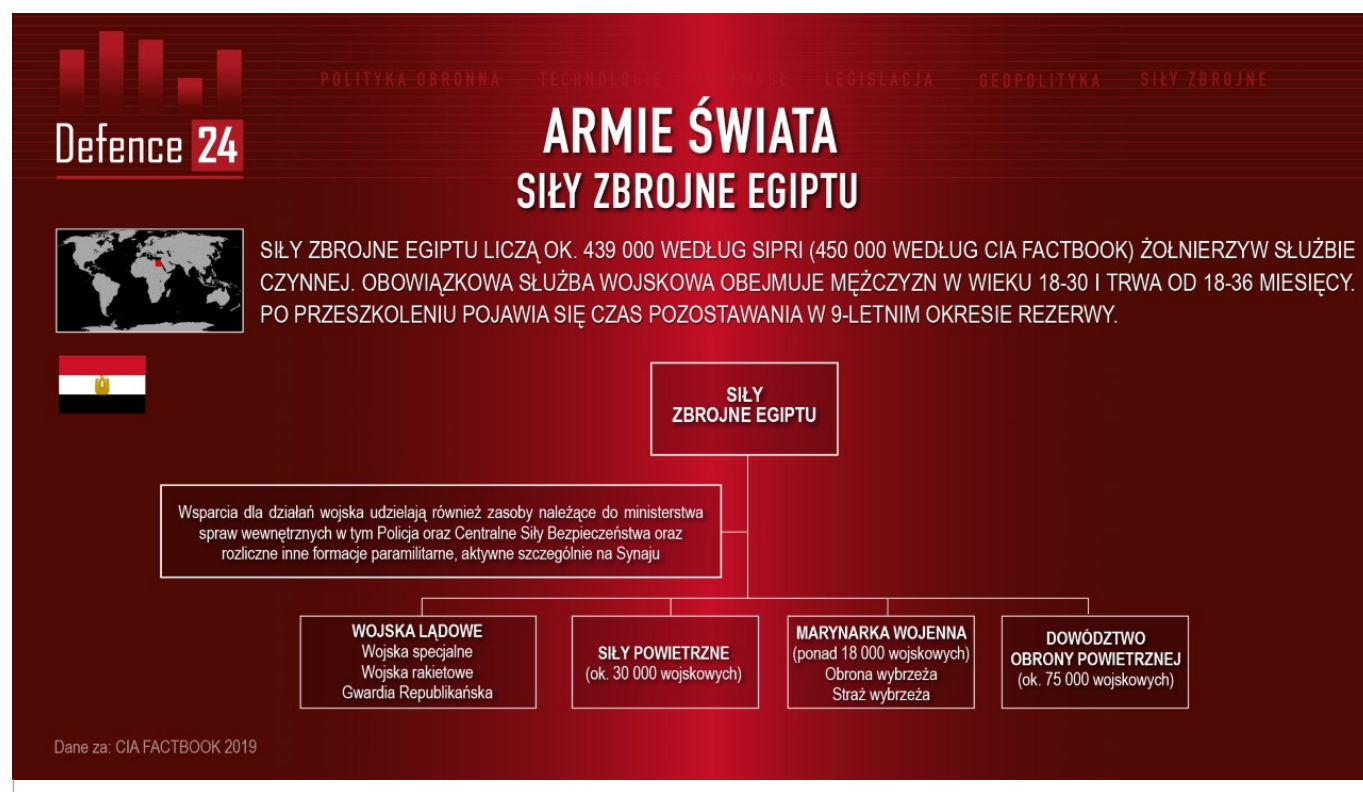 POLITYKA OBRONNA TECHNOLOGIE PRZEMYSŁ LEGISLACJA GEOPOLITYKA SIŁY ZBROJNE
Defence 24
ARMIE ŚWIATA
SIŁY ZBROJNE EGIPTU
SIŁY ZBROJNE EGIPTU LICZĄ OK. 439 000 WEDŁUG SIPRI (450 000 WEDŁUG CIA FACTBOOK) ŻOŁNIERZYW SŁUŻBIE
CZYNNEJ. OBOWIĄZKOWA SŁUŻBA WOJSKOWA OBEJMUJE MĘŻCZYZN W WIEKU 18-30 I TRWA OD 18-36 MIESIĘCY.
PO PRZESZKOLENIU POJAWIA SIĘ CZAS POZOSTAWANIA W 9-LETNIM OKRESIE REZERWY.
SIŁY
ZBROJNE EGIPTU
Wsparcia dla działań wojska udzielają również zasoby należące do ministerstwa
spraw wewnętrznych w tym Policja oraz Centralne Siły Bezpieczeństwa oraz
rozliczne inne formacje paramilitarne, aktywne szczególnie na Synaju
WOJSKA LĄDOWE
Wojska specjalne
Wojska rakietowe
Gwardia Republikańska
SIŁY POWIETRZNE
(ok. 30 000 wojskowych)
MARYNARKA WOJENNA
(ponad 18 000 wojskowych)
Obrona wybrzeża
Straż wybrzeża
DOWÓDZTWO
OBRONY POWIETRZNEJ
(ok. 75 000 wojskowych)
Dane za: CIA FACTBOOK 2019